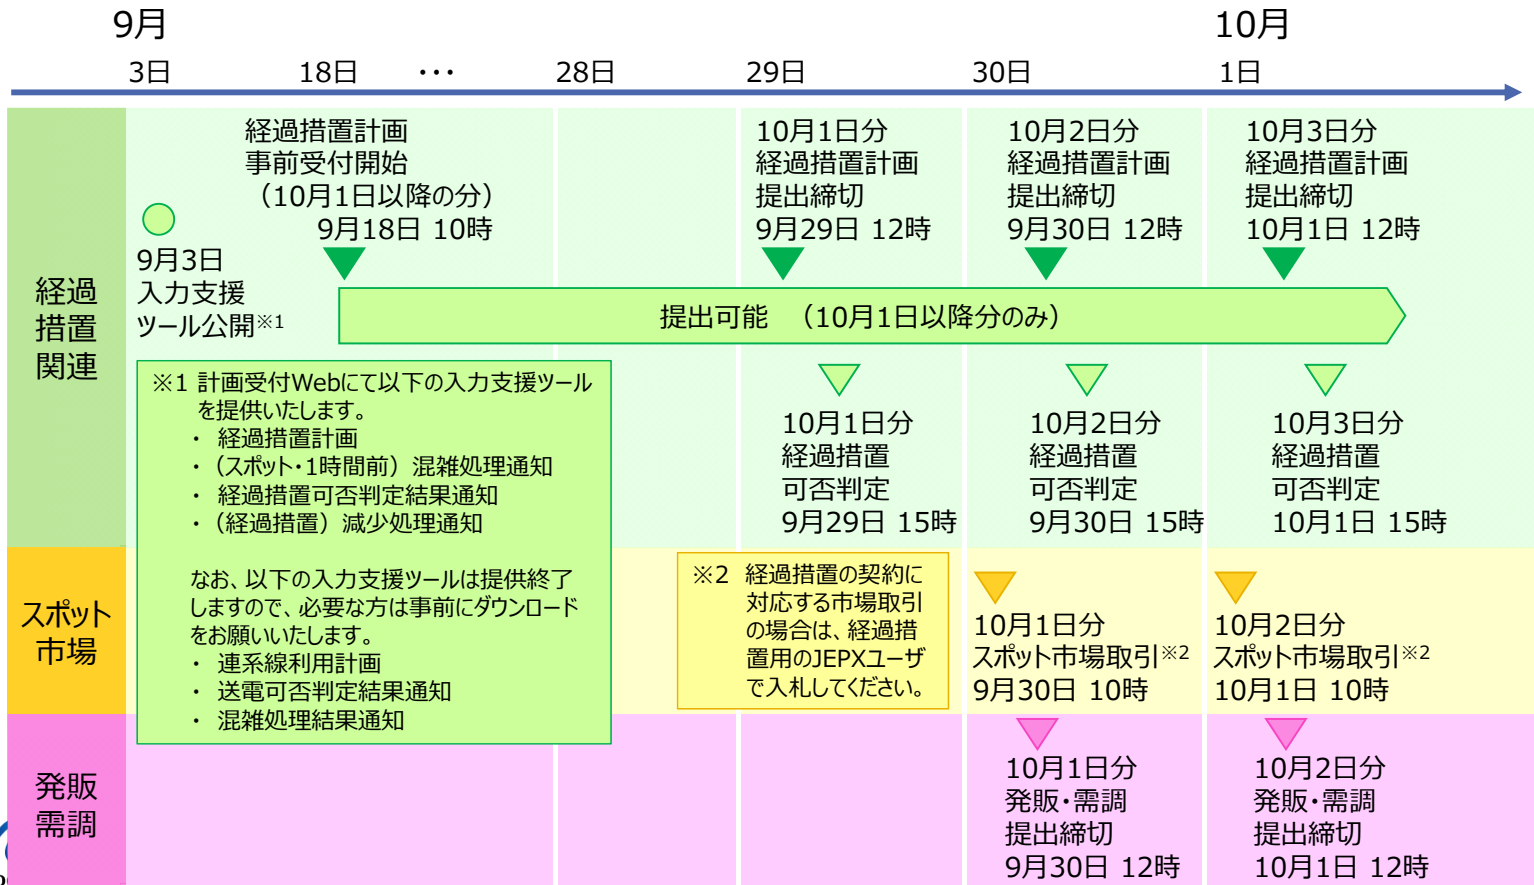 9月
10月
3日
18日
･･･
28日
29日
30日
1日
経過
措置
関連
9月3日
入力支援
ツール公開※1
経過措置計画
事前受付開始
（10月1日以降の分）
9月18日 10時
10月1日分
経過措置計画
提出締切
9月29日 12時
10月2日分
経過措置計画
提出締切
9月30日 12時
10月3日分
経過措置計画
提出締切
10月1日 12時
提出可能　（10月1日以降分のみ）
※1 計画受付Webにて以下の入力支援ツール
を提供いたします。
・ 経過措置計画
・（スポット・1時間前）混雑処理通知
・ 経過措置可否判定結果通知
・（経過措置）減少処理通知
なお、以下の入力支援ツールは提供終了
しますので、必要な方は事前にダウンロード
をお願いいたします。
・ 連系線利用計画
・ 送電可否判定結果通知
・ 混雑処理結果通知
10月1日分
経過措置
可否判定
9月29日 15時
10月2日分
経過措置
可否判定
9月30日 15時
10月3日分
経過措置
可否判定
10月1日 15時
スポット
市場
※2 経過措置の契約に
対応する市場取引
の場合は、経過措
置用のJEPXユーザ
で入札してください。
10月1日分
スポット市場取引※2
9月30日 10時
10月2日分
スポット市場取引※2
10月1日 10時
発販
需調
10月1日分
発販・需調
提出締切
9月30日 12時
10月2日分
発販・需調
提出締切
10月1日 12時